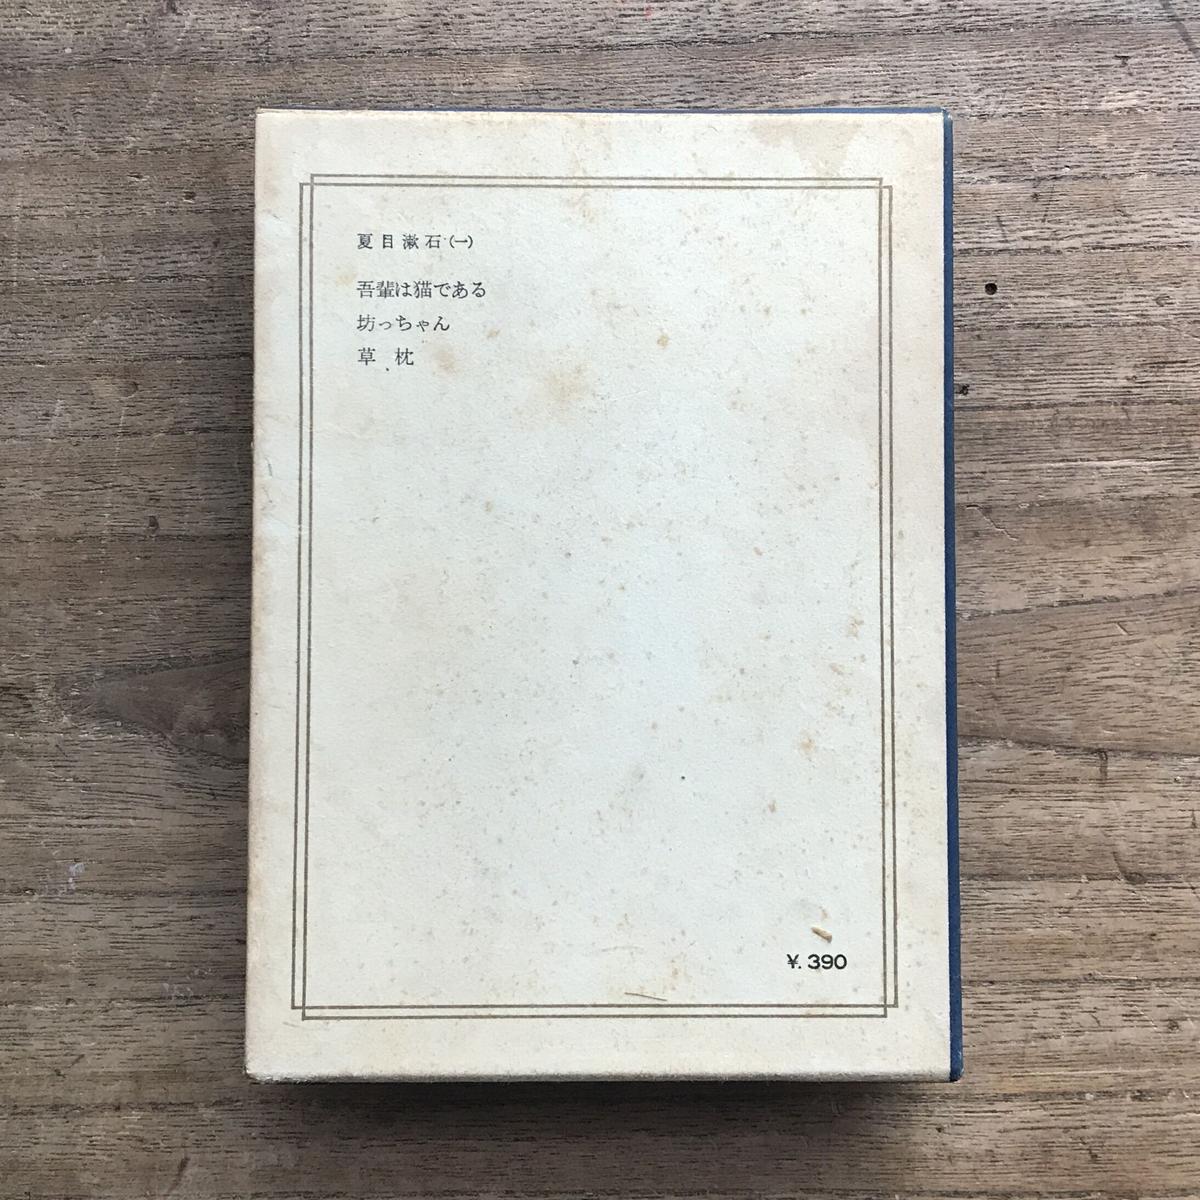 夏目漱石(一)
吾輩は猫である
坊っちゃん
草 枕
¥.390